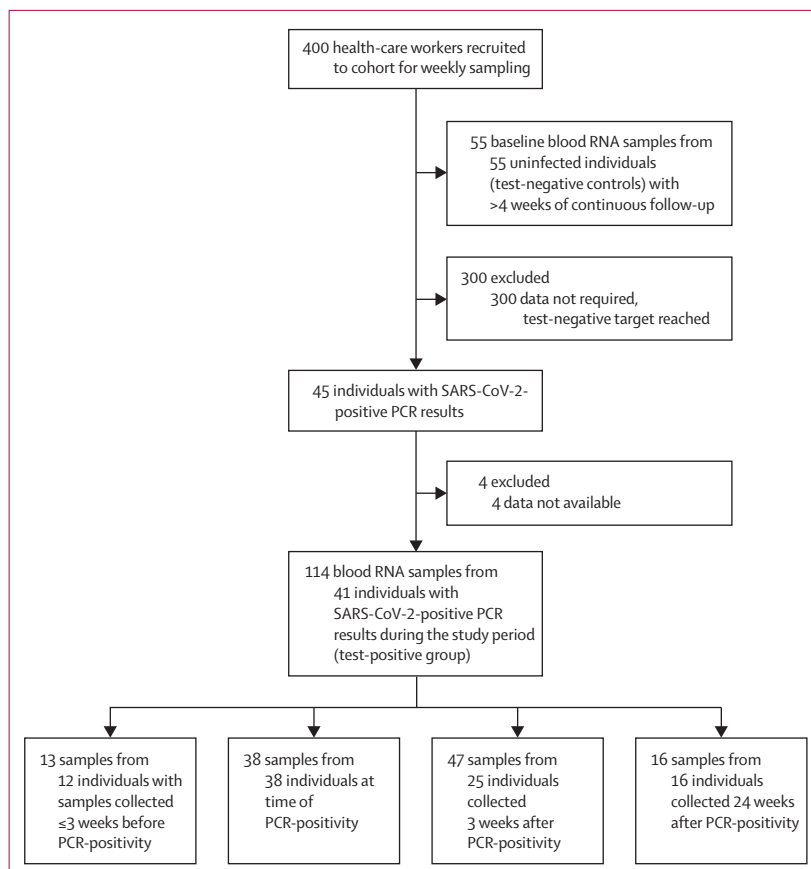 400 health-care workers recruited
to cohort for weekly sampling
55 baseline blood RNA samples from
55 uninfected individuals
(test-negative controls) with
>4 weeks of continuous follow-up
300 excluded
300 data not required,
test-negative target reached
45 individuals with SARS-CoV-2-
positive PCR results
4 excluded
4 data not available
114 blood RNA samples from
41 individuals with
SARS-CoV-2-positive PCR
results during the study period
(test-positive group)
13 samples from
12 individuals with
samples collected
≤3 weeks before
PCR-positivity
38 samples from
38 individuals at
time of
PCR-positivity
47 samples from
25 individuals
collected
3 weeks after
PCR-positivity
16 samples from
16 individuals
collected 24 weeks
after PCR-positivity